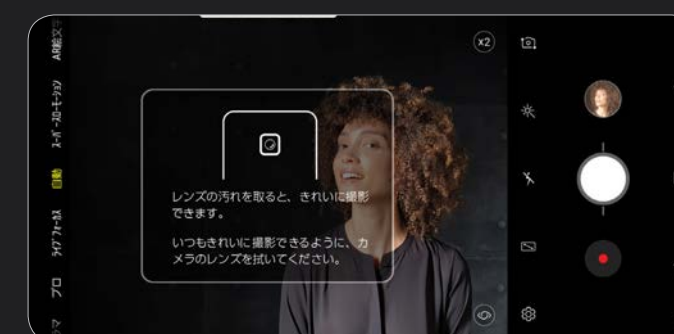 AR絵文字
スーパースローモーション
自動
ライブフォーカス
プロ
x2
レンズの汚れを取ると、きれいに撮影
できます。
いつもきれいに撮影できるように、カ
メラのレンズを拭いてください。